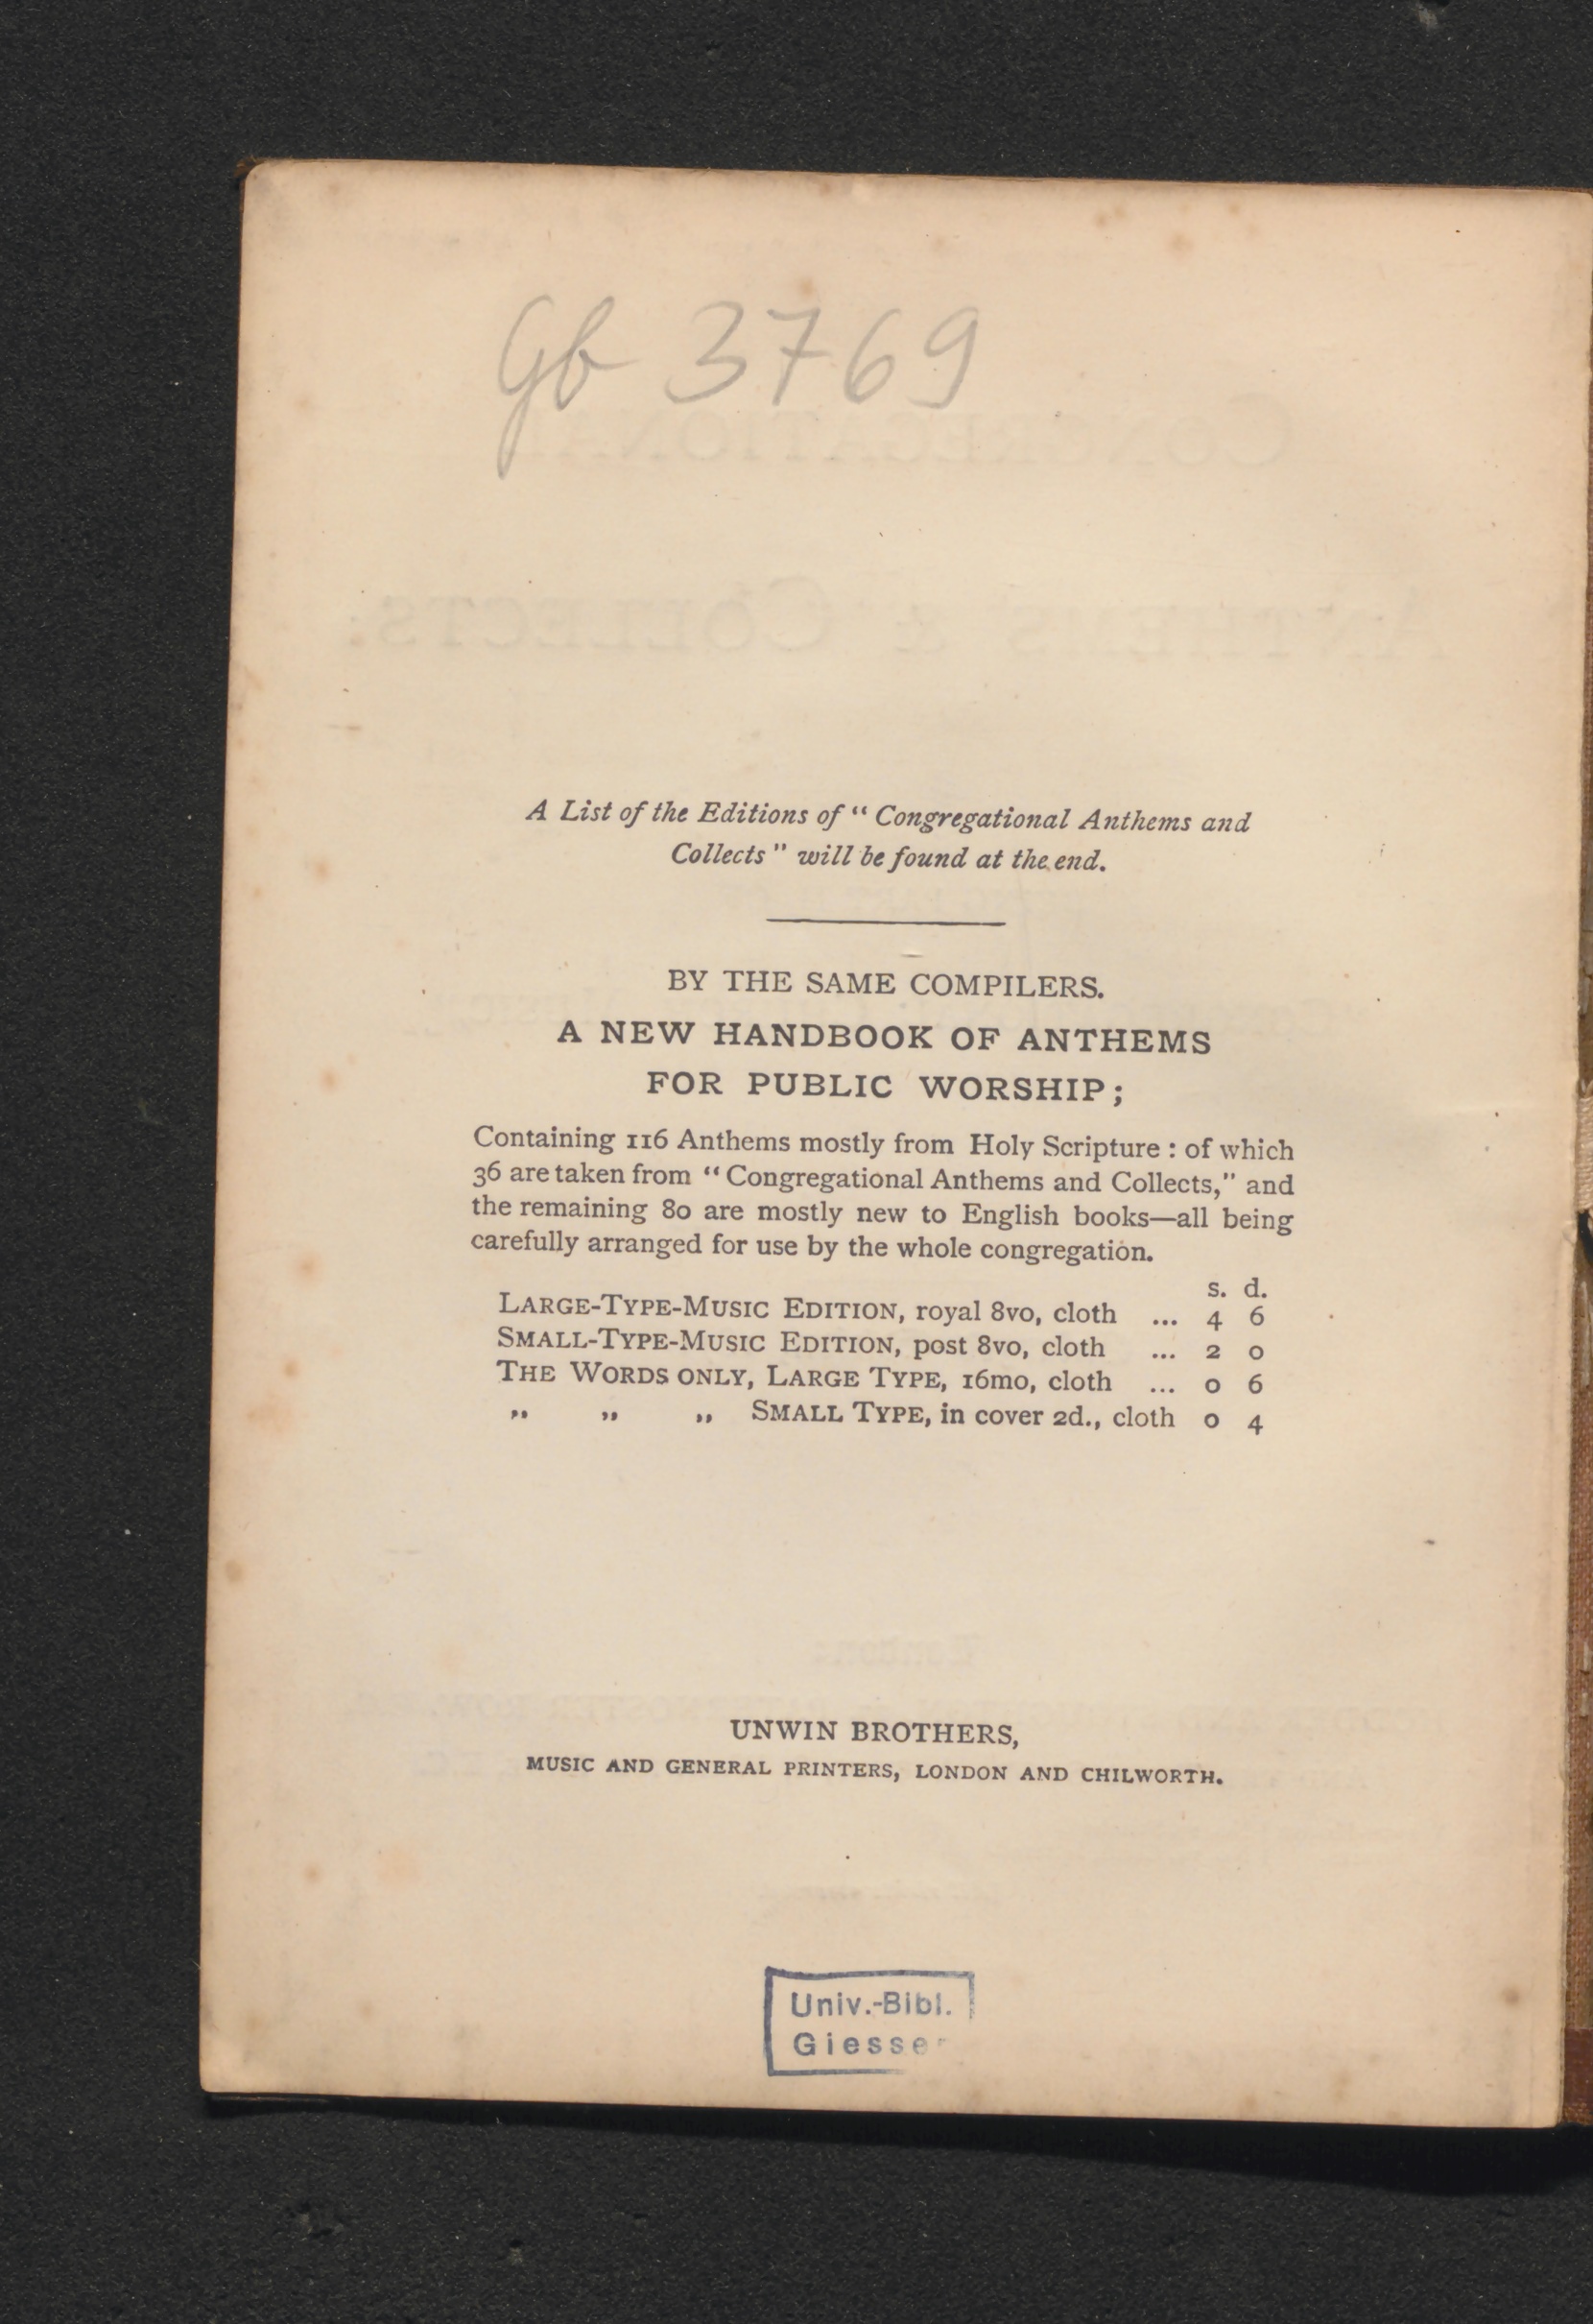 Gb 3769
A List of the Editions of “ Congregational Anthems and
Collects ” will be found at the end.
BY THE SAME COMPILERS.
A NEW HANDBOOK OF ANTHEMS
FOR PUBLIC WORSHIP;
Containing 116 Anthems mostly from Holy Scripture : of which
36 are taken from “ Congregational Anthems and Collects,” and
the remaining 80 are mostly new to English books—all being
carefully arranged for use by the whole congregation.
s. d.
LARGE-TYPE-MUSIC EDITION, royal 8vo, cloth ... 4 6
SMALL-TYPE-MUSIC EDITION, post 8vo, cloth ... 2 0
THE WORDS ONLY, LARGE TYPE, 16mo, cloth ... 0 6
„ „ „ SMALL TYPE, in cover 2d., cloth 0 4
UNWIN BROTHERS,
MUSIC AND GENERAL PRINTERS, LONDON AND CHILWORTH.
Univ.-Bibl.
Giessen